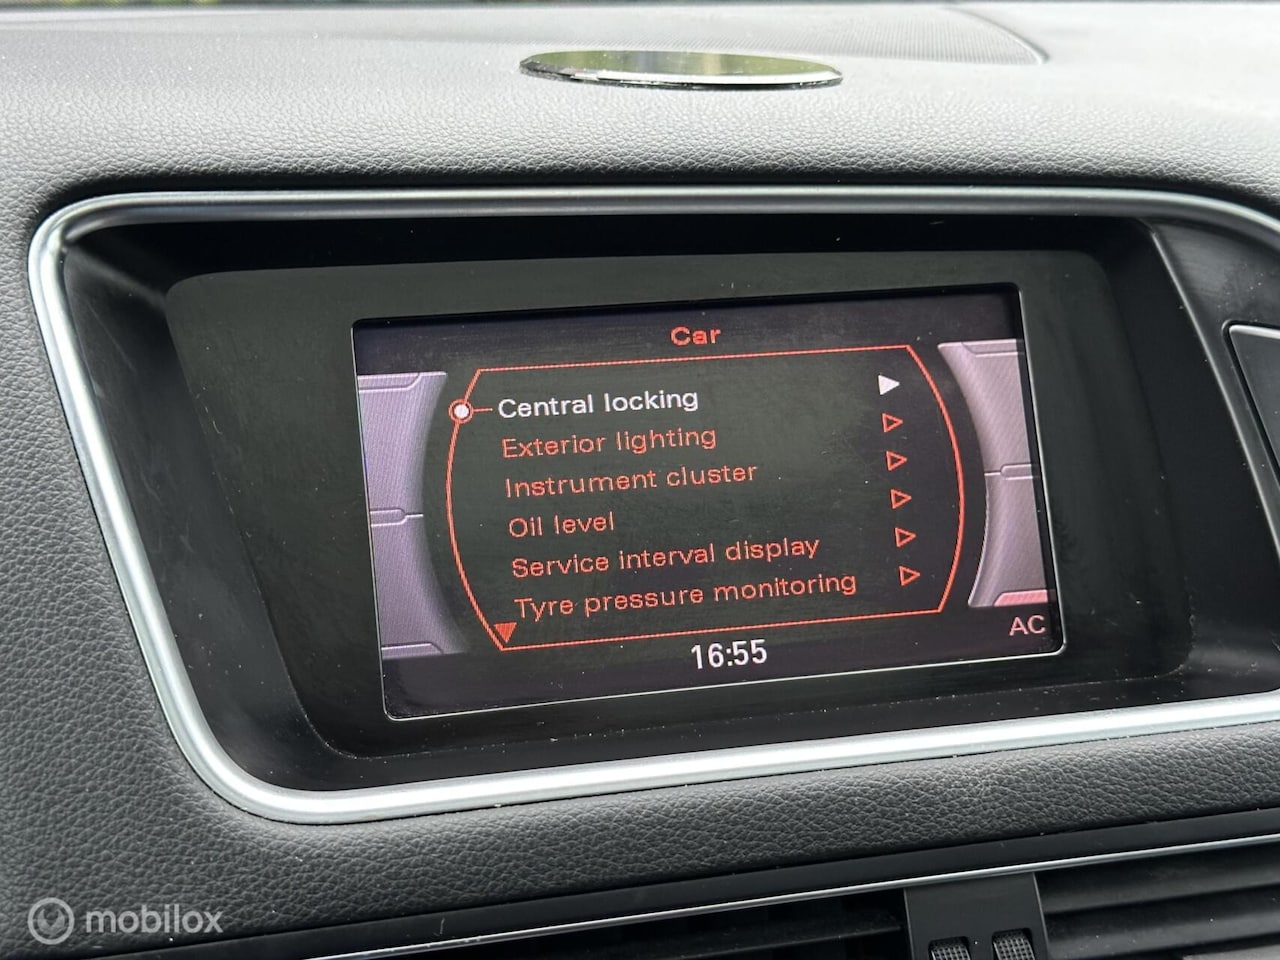 Car
Central locking
Exterior lighting
Instrument cluster
Oil level
Service interval display
Tyre pressure monitoring
AC
16:55
mobilox